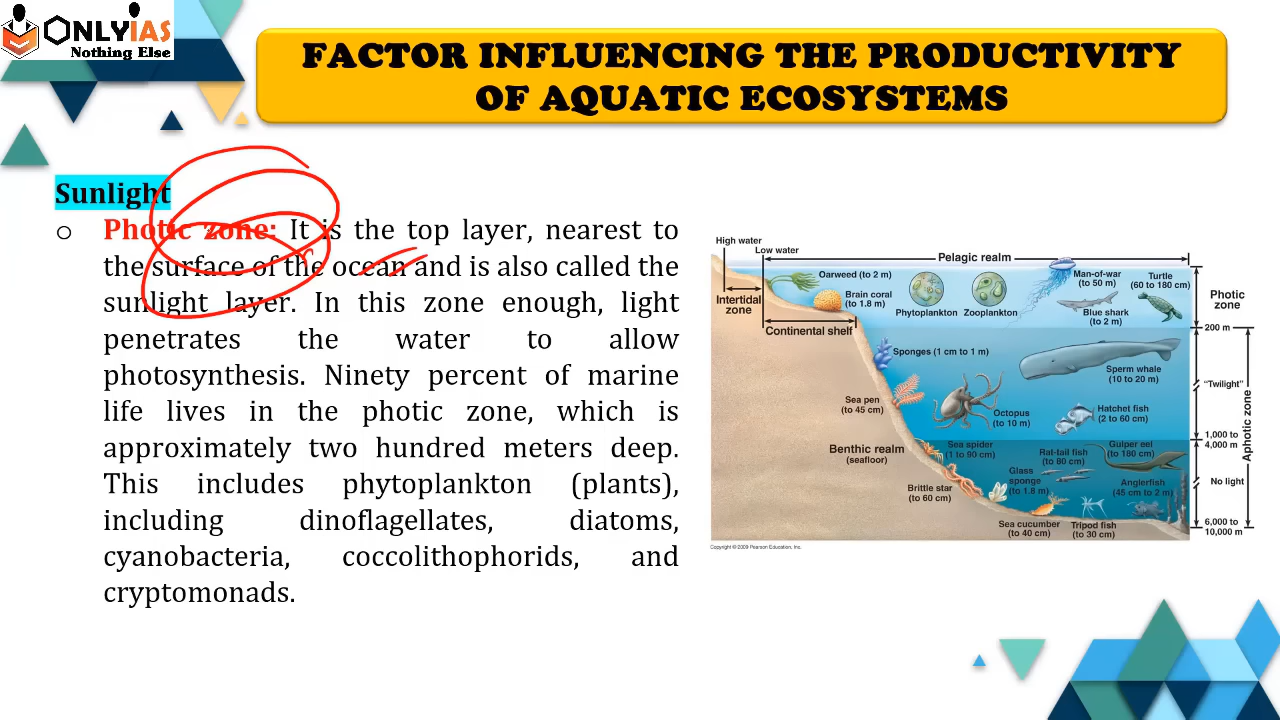 ONLYIAS
Nothing Else
FACTOR INFLUENCING THE PRODUCTIVITY
OF AQUATIC ECOSYSTEMS
Sunlight
o Photic zone: It is the top layer, nearest to
the surface of the ocean and is also called the
sunlight layer. In this zone enough, light
penetrates the water to allow
photosynthesis. Ninety percent of marine
life lives in the photic zone, which is
approximately two hundred meters deep.
This includes phytoplankton (plants),
including dinoflagellates, diatoms,
cyanobacteria, coccolithophorids, and
cryptomonads.
High water
Low water
Pelagic realm
Intertidal
zone
Continental shelf
Oarweed (to 2 m)
Brain coral
(to 1.8 m)
Phytoplankton
Zooplankton
Man-of-war
(to 50 m)
Blue shark
(to 2 m)
Turtle
(60 to 180 cm)
Photic
zone
200 m
Sponges (1 cm to 1 m)
Sperm whale
(10 to 20 m)
Sea pen
(to 45 cm)
Octopus
(to 10 m)
Hatchet fish
(2 to 60 cm)
"Twilight"
Aphotic zone
1,000 to
4,000 m
Benthic realm
(seafloor)
Sea spider
(1 to 90 cm)
Rat-tail fish
(to 80 cm)
Gulper eel
(to 180 cm)
Glass
sponge
(to 1.8 m)
Brittle star
(to 60 cm)
Anglerfish
(45 cm to 2 m)
No light
Sea cucumber
(to 40 cm)
Tripod fish
(to 30 cm)
6,000 to
10,000 m
Copyright © 2009 Pearson Education, Inc.